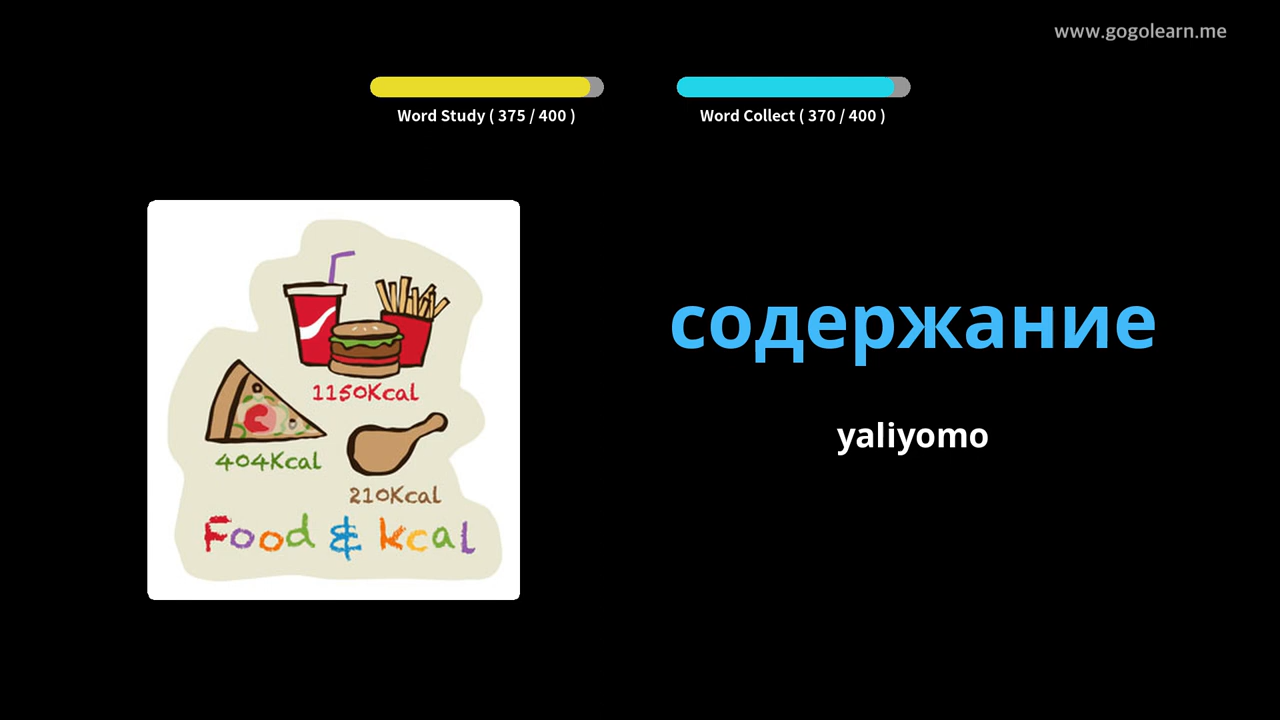 www.gogolearn.me
Word Study ( 375 / 400 )
Word Collect ( 370 / 400 )
1150Kcal
404Kcal
210Kcal
Food & kcal
содержание
yaliyomo